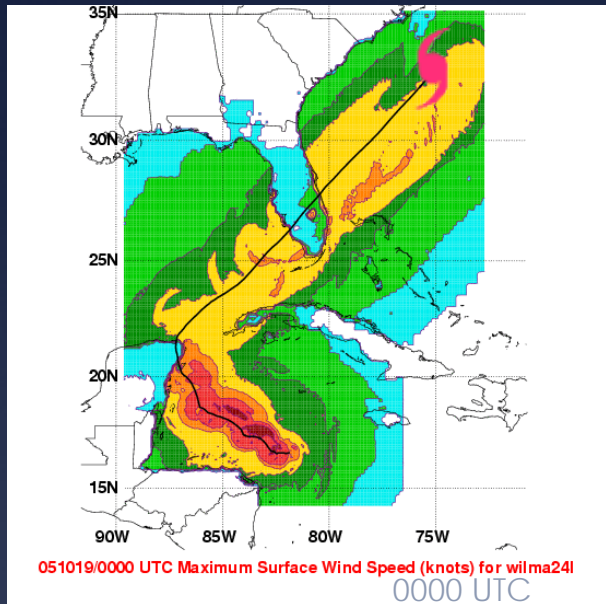 35N
30N
25N
20N
15N
90W 85W 80W 75W
051019/0000 UTC Maximum Surface Wind Speed (knots) for wilma24l
0000 UTC